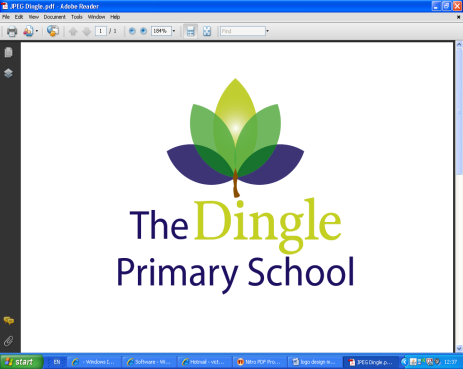 JPEG Dingle.pdf - Adobe Reader
File Edit View Document Tools Window Help
1 / 1 184% Find
The Dingle
Primary School
start EN - Windows I... Software - W... Hotmail - vict... Nitro PDF Pro... logo design m... JPEG Dingle.p... 12:37